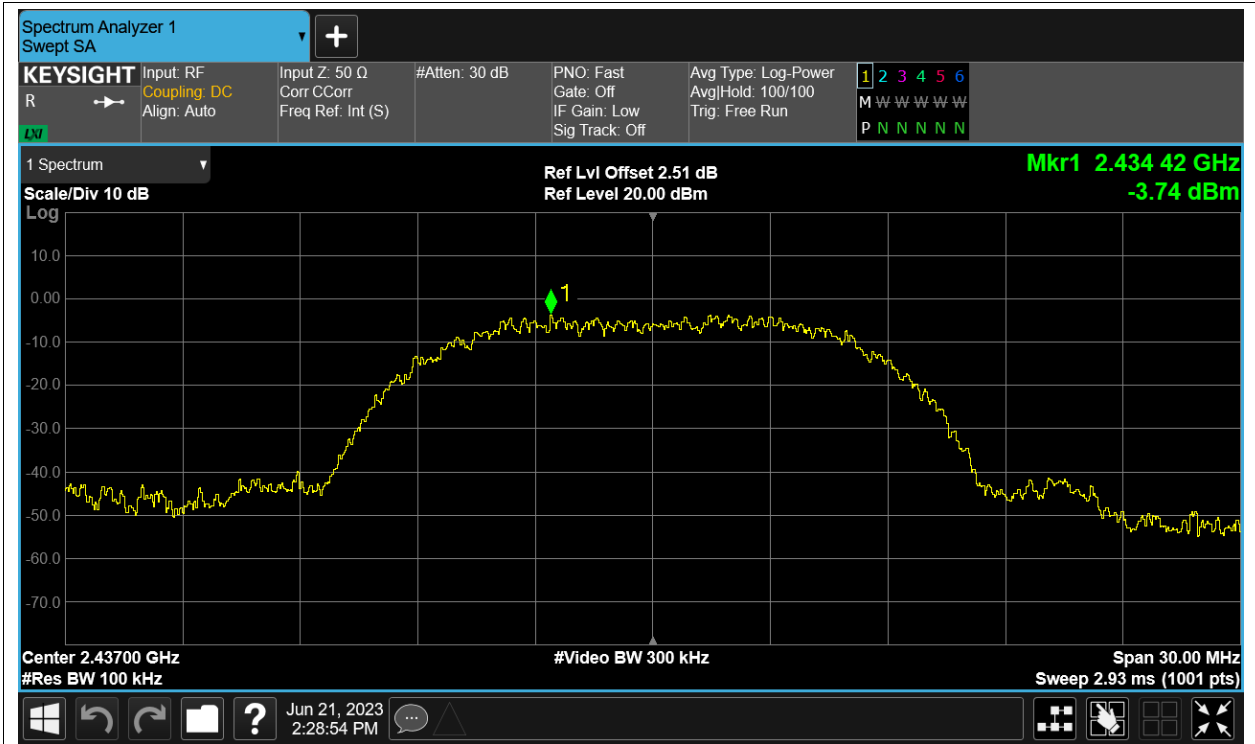 Spectrum Analyzer 1
Swept SA
KEYSIGHT
R
LXI
Input: RF
Coupling: DC
Align: Auto
Input Z: 50 Ω
Corr CCorr
Freq Ref: Int (S)
#Atten: 30 dB
PNO: Fast
Gate: Off
IF Gain: Low
Sig Track: Off
Avg Type: Log-Power
Avg|Hold: 100/100
Trig: Free Run
1 2 3 4 5 6
M W W W W W
P N N N N N
1 Spectrum
Scale/Div 10 dB
Log
Ref Lvl Offset 2.51 dB
Ref Level 20.00 dBm
Mkr1 2.434 42 GHz
-3.74 dBm
10.0
0.00
1
-10.0
-20.0
-30.0
-40.0
-50.0
-60.0
-70.0
Center 2.43700 GHz
#Video BW 300 kHz
Span 30.00 MHz
#Res BW 100 kHz
Sweep 2.93 ms (1001 pts)
?
Jun 21, 2023
2:28:54 PM